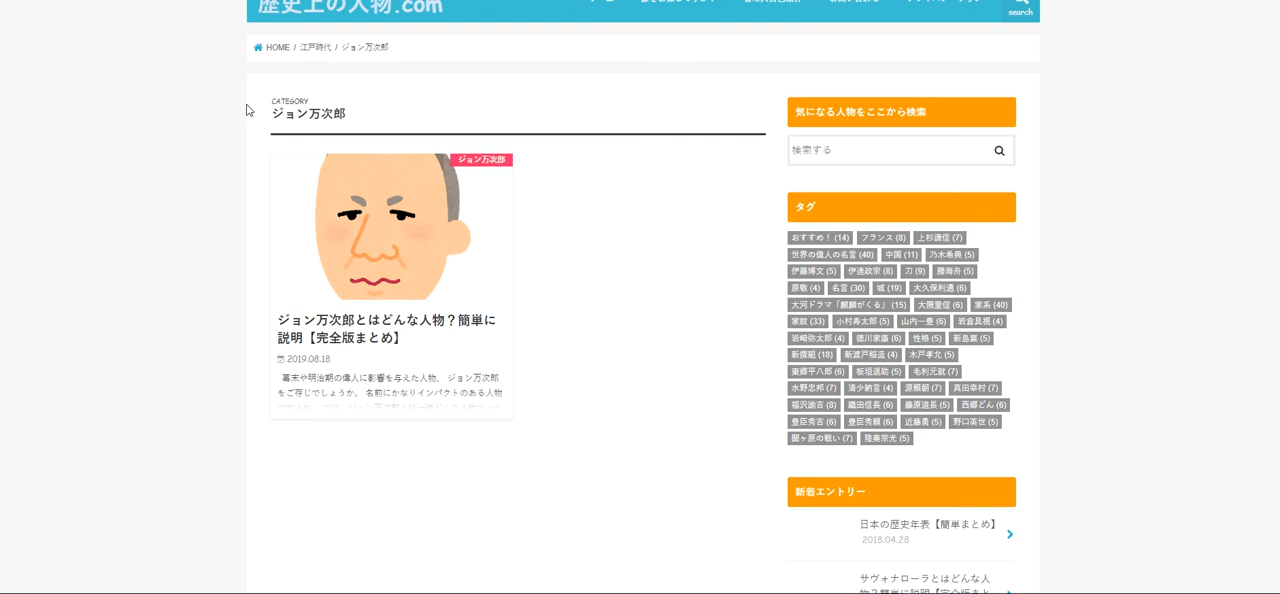 歴史上の人物.com
search
HOME / 江戸時代 / ジョン万次郎
CATEGORY
ジョン万次郎
ジョン万次郎
ジョン万次郎とはどんな人物？簡単に
説明【完全版まとめ】
2019.08.18
幕末や明治期の偉人に影響を与えた人物、 ジョン万次郎
をご存じでしょうか。 名前にかなりインパクトのある人物
気になる人物をここから検索
検索する
タグ
おすすめ！ (14) フランス (8) 上杉謙信 (7)
世界の偉人の名言 (40) 中国 (11) 乃木希典 (5)
伊藤博文 (5) 伊達政宗 (8) 刀 (9) 勝海舟 (5)
原敬 (4) 名言 (30) 城 (19) 大久保利通 (6)
大河ドラマ「麒麟がくる」 (15) 大隈重信 (6) 家系 (40)
家紋 (33) 小村寿太郎 (5) 山内一豊 (6) 岩倉具視 (4)
岩崎弥太郎 (4) 徳川家康 (6) 性格 (5) 新島襄 (5)
新撰組 (18) 新渡戸稲造 (4) 木戸孝允 (5)
東郷平八郎 (6) 板垣退助 (5) 毛利元就 (7)
水野忠邦 (7) 清少納言 (4) 源頼朝 (7) 真田幸村 (7)
福沢諭吉 (8) 織田信長 (6) 藤原道長 (5) 西郷どん (6)
豊臣秀吉 (6) 豊臣秀頼 (6) 近藤勇 (5) 野口英世 (5)
関ヶ原の戦い (7) 陸奥宗光 (5)
新着エントリー
日本の歴史年表【簡単まとめ】
2018.04.28
サヴォナローラとはどんな人
物？簡単に説明【完全版まと